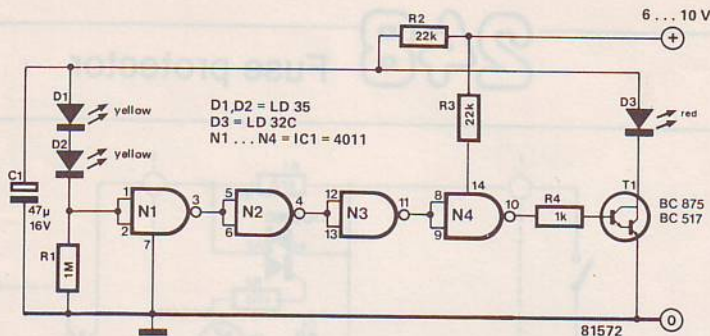 6 ... 10 V
R2
22k
+
Fuse protector
D1
yellow
D1,D2 = LD 35
D3 = LD 32C
N1 ... N4 = IC1 = 4011
R3
22k
D3
red
D2
yellow
C1
47µ
16V
1
2
N1
3
7
5
6
N2
4
12
13
N3
11
14
8
9
N4
10
R4
1k
T1
BC 875
BC 517
R1
1M
81572
0